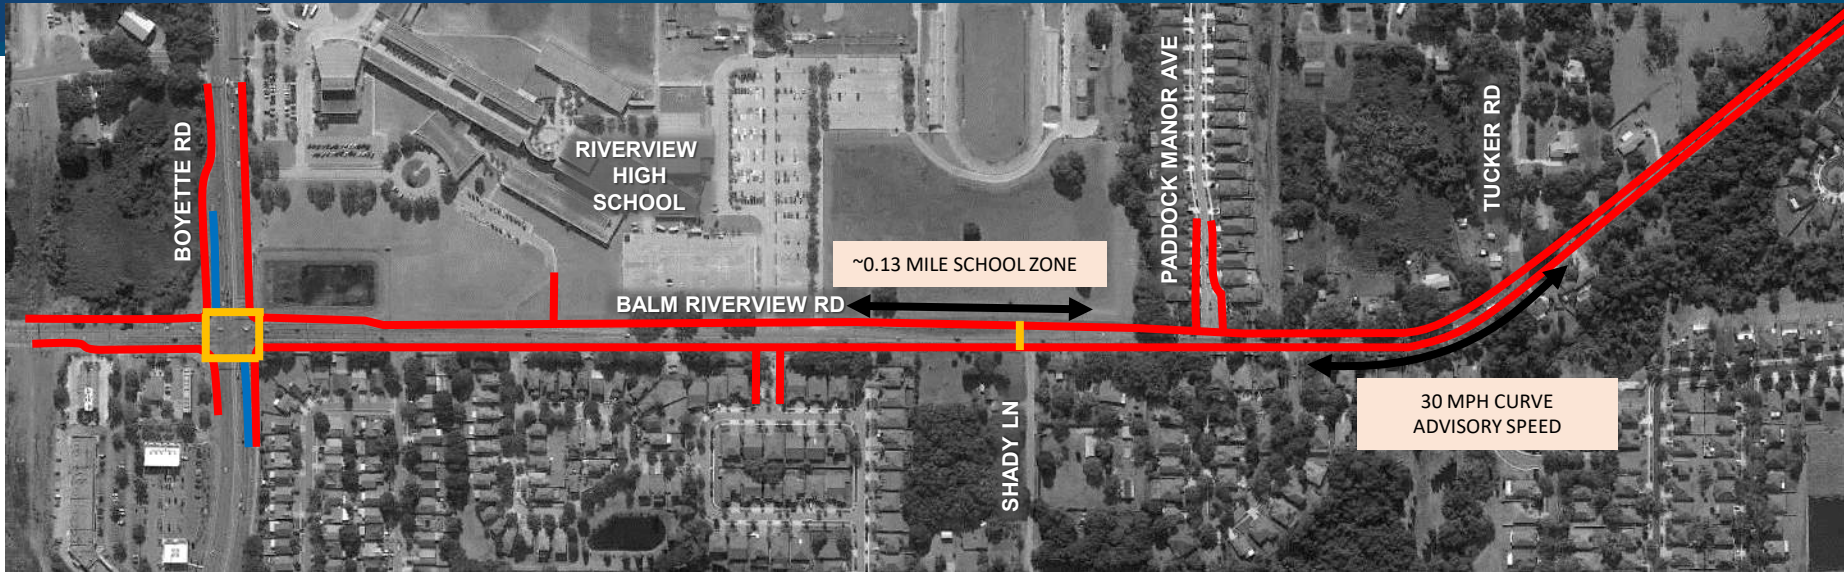 BOYETTE RD
RIVERVIEW
HIGH
SCHOOL
~0.13 MILE SCHOOL ZONE
BALM RIVERVIEW RD
PADDOCK MANOR AVE
TUCKER RD
SHADY LN
30 MPH CURVE
ADVISORY SPEED